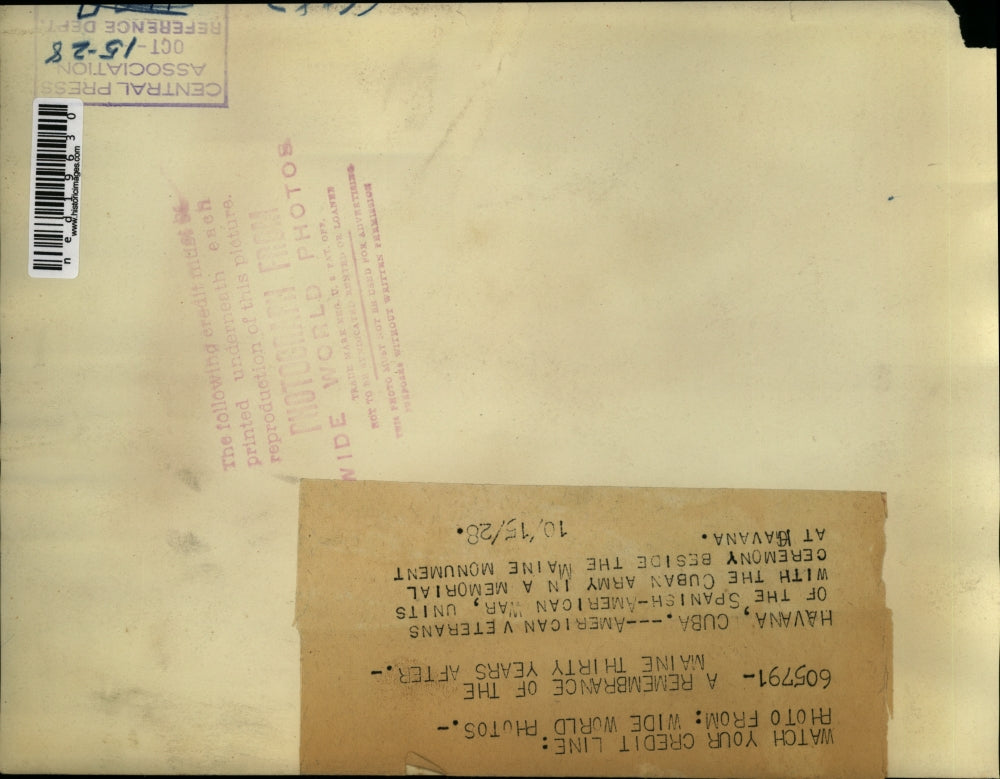 WATCH YOUR CREDIT LINE:
PHOTO FROM: WIDE WORLD PHOTOS.-
605791- A REMEMBRANCE OF THE
MAINE THIRTY YEARS AFTER.-
HAVANA, CUBA.---AMERICAN VETERANS
OF THE SPANISH-AMERICAN WAR, UNITS
WITH THE CUBAN ARMY IN A MEMORIAL
CEREMONY BESIDE THE MAINE MONUMENT
AT HAVANA. 10/15/28.
The following credit must be
printed underneath each
reproduction of this picture.
PHOTOGRAPH FROM
WIDE WORLD PHOTOS
TRADE MARK REG. U. S. PAT. OFF.
NOT TO BE SYNDICATED RENTED OR LOANED
THIS PHOTO MUST NOT BE USED FOR ADVERTISING
PURPOSES WITHOUT WRITTEN PERMISSION
CENTRAL PRESS
ASSOCIATION
OCT-15-28
REFERENCE DEPT.
ned19630
www.historicimages.com